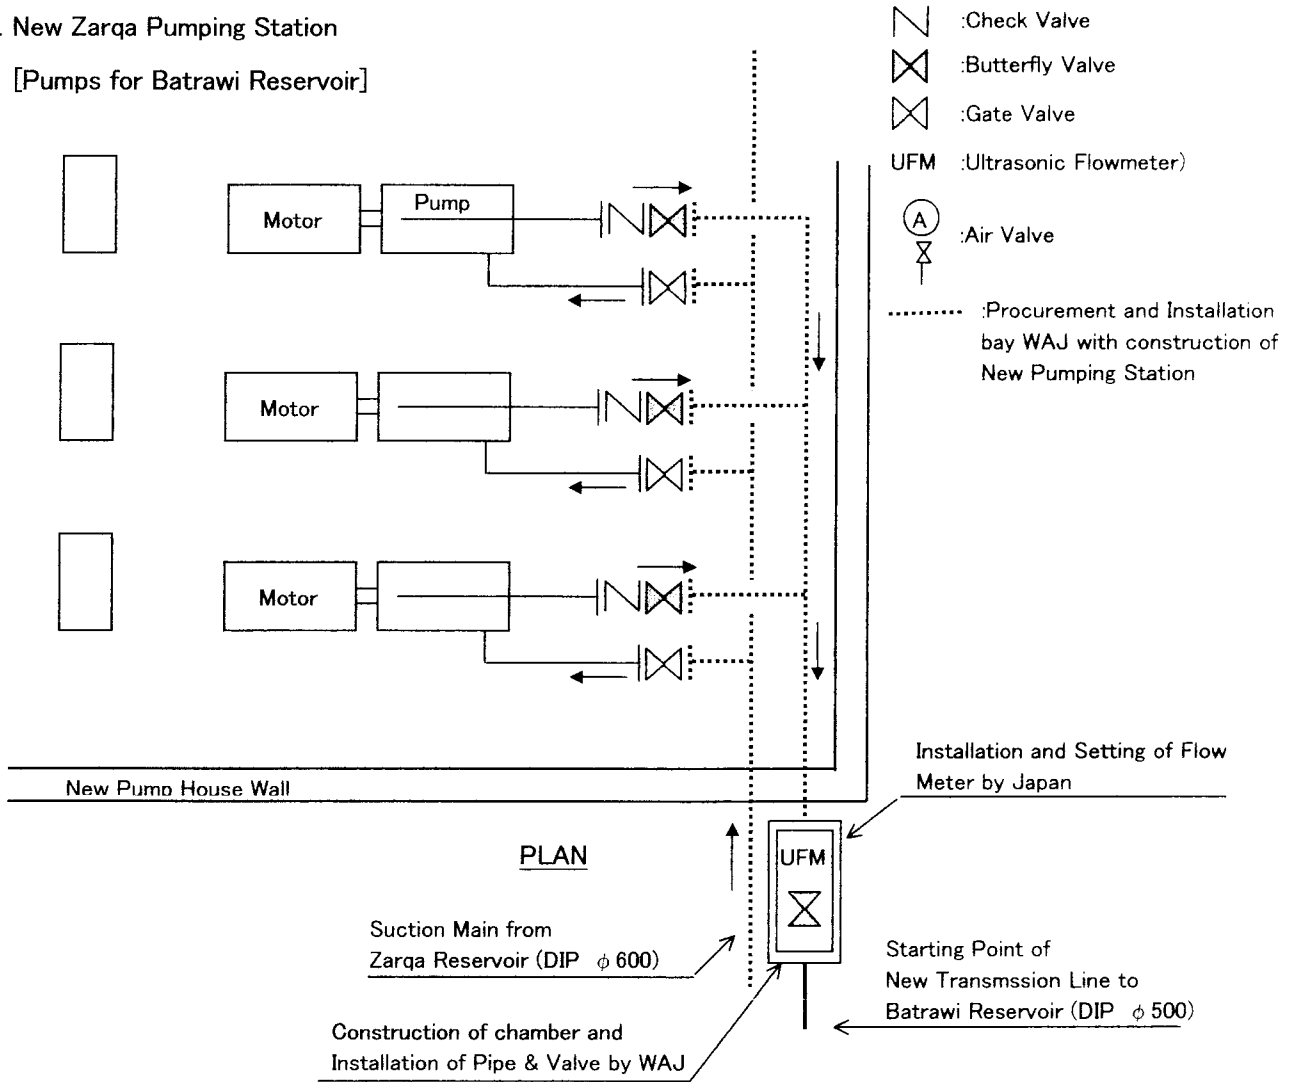 . New Zarqa Pumping Station
[Pumps for Batrawi Reservoir]
:Check Valve
:Butterfly Valve
:Gate Valve
UFM :Ultrasonic Flowmeter)
A
:Air Valve
:Procurement and Installation
bay WAJ with construction of
New Pumping Station
Motor
Pump
Motor
Motor
New Pump House Wall
Installation and Setting of Flow
Meter by Japan
PLAN
UFM
Suction Main from
Zarqa Reservoir (DIP ϕ 600)
Starting Point of
New Transmssion Line to
Batrawi Reservoir (DIP ϕ 500)
Construction of chamber and
Installation of Pipe & Valve by WAJ